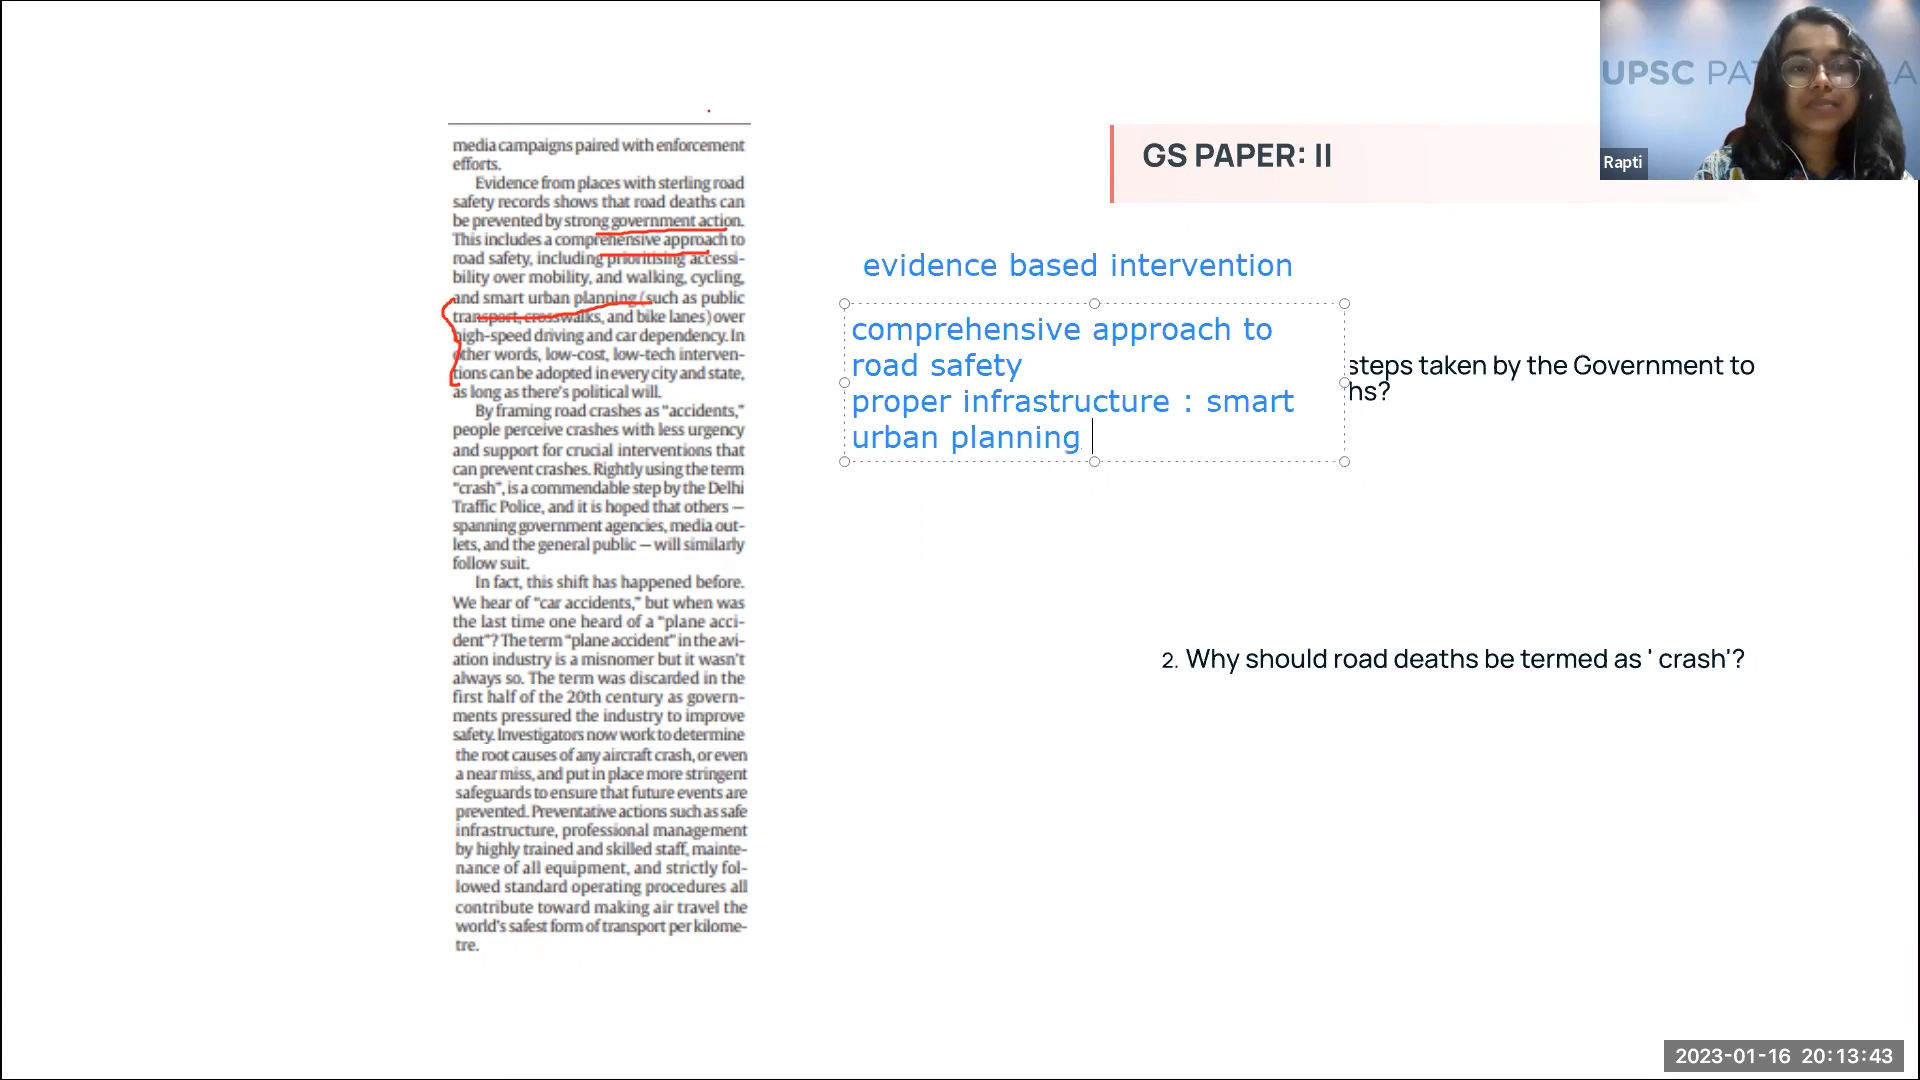 media campaigns paired with enforcement
efforts.
Evidence from places with sterling road
safety records shows that road deaths can
be prevented by strong government action.
This includes a comprehensive approach to
road safety, including prioritising accessi-
bility over mobility, and walking, cycling,
and smart urban planning (such as public
transport, crosswalks, and bike lanes) over
high-speed driving and car dependency. In
other words, low-cost, low-tech interven-
tions can be adopted in every city and state,
as long as there's political will.
By framing road crashes as “accidents,”
people perceive crashes with less urgency
and support for crucial interventions that
can prevent crashes. Rightly using the term
“crash”, is a commendable step by the Delhi
Traffic Police, and it is hoped that others —
spanning government agencies, media out-
lets, and the general public — will similarly
follow suit.
In fact, this shift has happened before.
We hear of “car accidents,” but when was
the last time one heard of a “plane acci-
dent”? The term “plane accident” in the avi-
ation industry is a misnomer but it wasn't
always so. The term was discarded in the
first half of the 20th century as govern-
ments pressured the industry to improve
safety. Investigators now work to determine
the root causes of any aircraft crash, or even
a near miss, and put in place more stringent
safeguards to ensure that future events are
prevented. Preventative actions such as safe
infrastructure, professional management
by highly trained and skilled staff, mainte-
nance of all equipment, and strictly fol-
lowed standard operating procedures all
contribute toward making air travel the
world's safest form of transport per kilome-
tre.
GS PAPER: II
evidence based intervention
comprehensive approach to
road safety
proper infrastructure : smart
urban planning
steps taken by the Government to
hs?
2. Why should road deaths be termed as ' crash'?
UPSC PA
LA
Rapti
2023-01-16 20:13:43